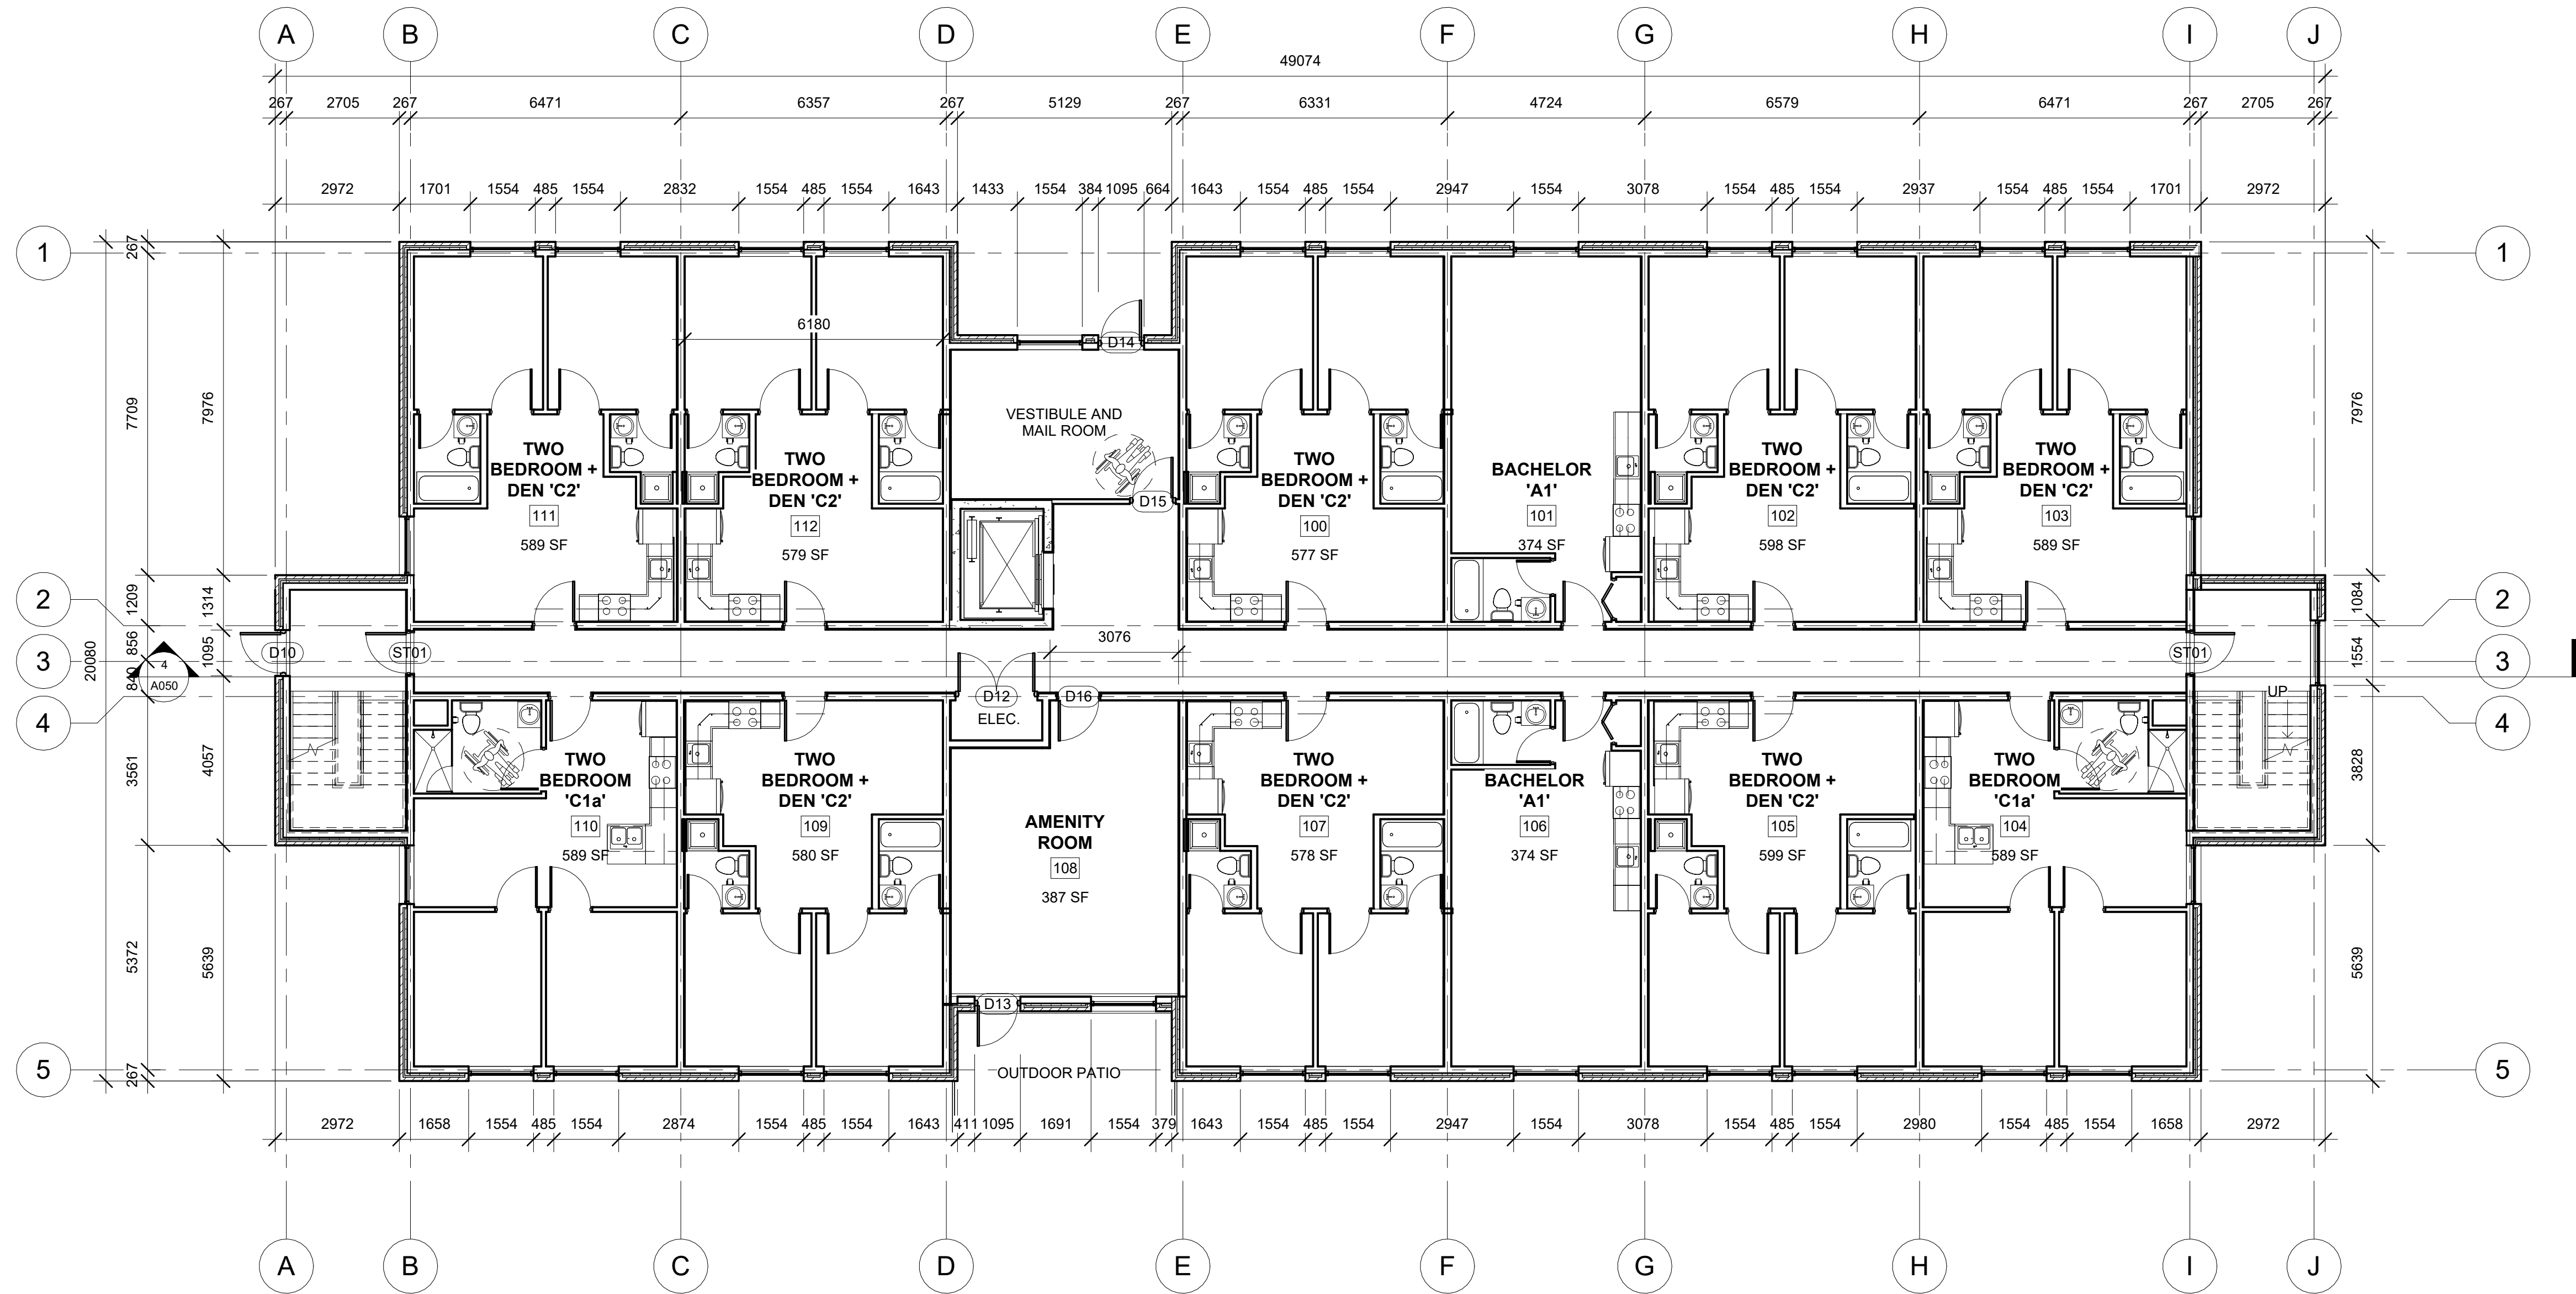 A B C D E F G H I J
49074
267 2705 267 6471 6357 267 5129 267 6331 4724 6579 6471 267 2705 267
2972 1701 1554 485 1554 2832 1554 485 1554 1643 1433 1554 384 1095 664 1643 1554 485 1554 2947 1554 3078 1554 485 1554 2937 1554 485 1554 1701 2972
1
267
1
6180
D14
7709
7976
7976
VESTIBULE AND
MAIL ROOM
D15
TWO
BEDROOM +
DEN 'C2'
111
589 SF
TWO
BEDROOM +
DEN 'C2'
112
579 SF
TWO
BEDROOM +
DEN 'C2'
100
577 SF
BACHELOR
'A1'
101
374 SF
TWO
BEDROOM +
DEN 'C2'
102
598 SF
TWO
BEDROOM +
DEN 'C2'
103
589 SF
2
1209
1314
1084
2
20080
856
1095
3076
1554
3
D10
ST01
ST01
3
840
4
A050
D12
D16
ELEC.
UP
4
4
3561
4057
3828
TWO
BEDROOM
'C1a'
110
589 SF
TWO
BEDROOM +
DEN 'C2'
109
580 SF
AMENITY
ROOM
108
387 SF
TWO
BEDROOM +
DEN 'C2'
107
578 SF
BACHELOR
'A1'
106
374 SF
TWO
BEDROOM +
DEN 'C2'
105
599 SF
TWO
BEDROOM
'C1a'
104
589 SF
5372
5639
5639
D13
OUTDOOR PATIO
5
267
5
2972 1658 1554 485 1554 2874 1554 485 1554 1643 411 1095 1691 1554 379 1643 1554 485 1554 2947 1554 3078 1554 485 1554 2980 1554 485 1554 1658 2972
A B C D E F G H I J